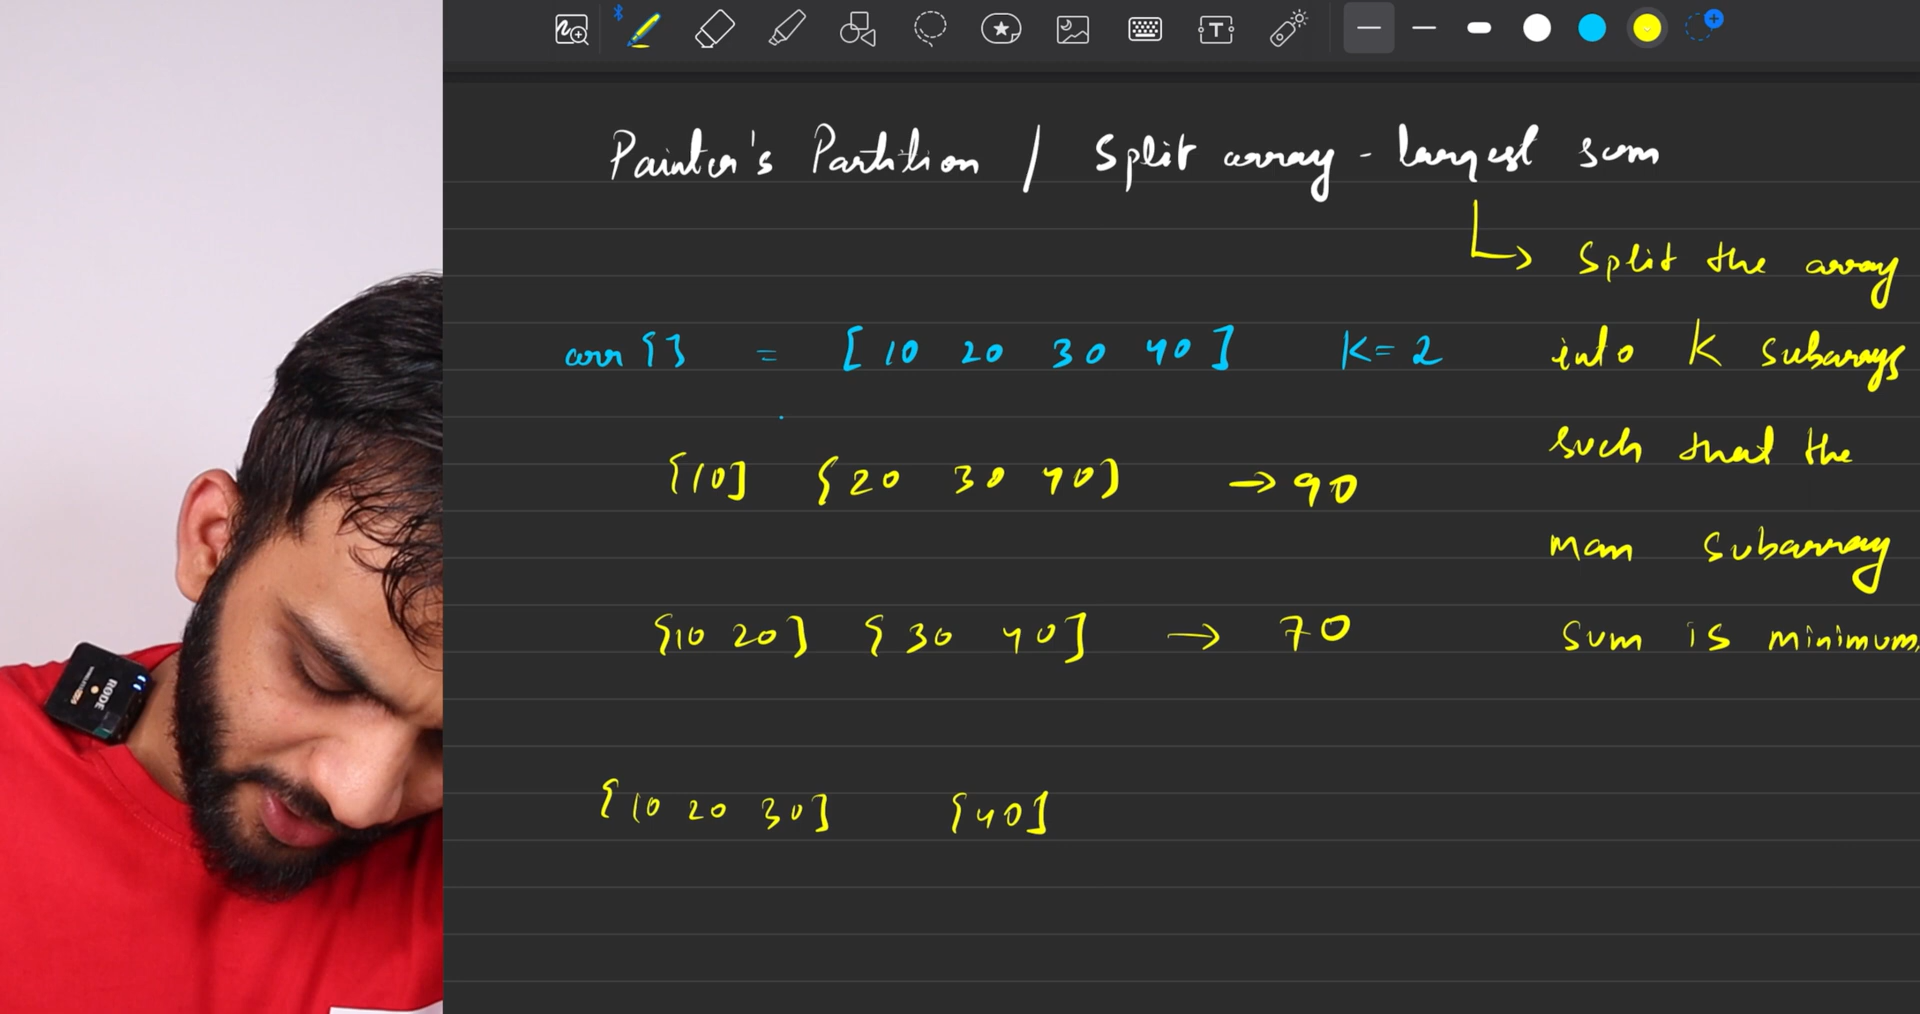 Painter's Partition / Split array - largest sum
Split the array
arr [] = [ 10 20 30 40 ] K = 2
into K subarrays
such that the
[10] [20 30 40] → 90
max subarray
[10 20] [30 40] → 70
sum is minimum.
[10 20 30] [40]
RODE